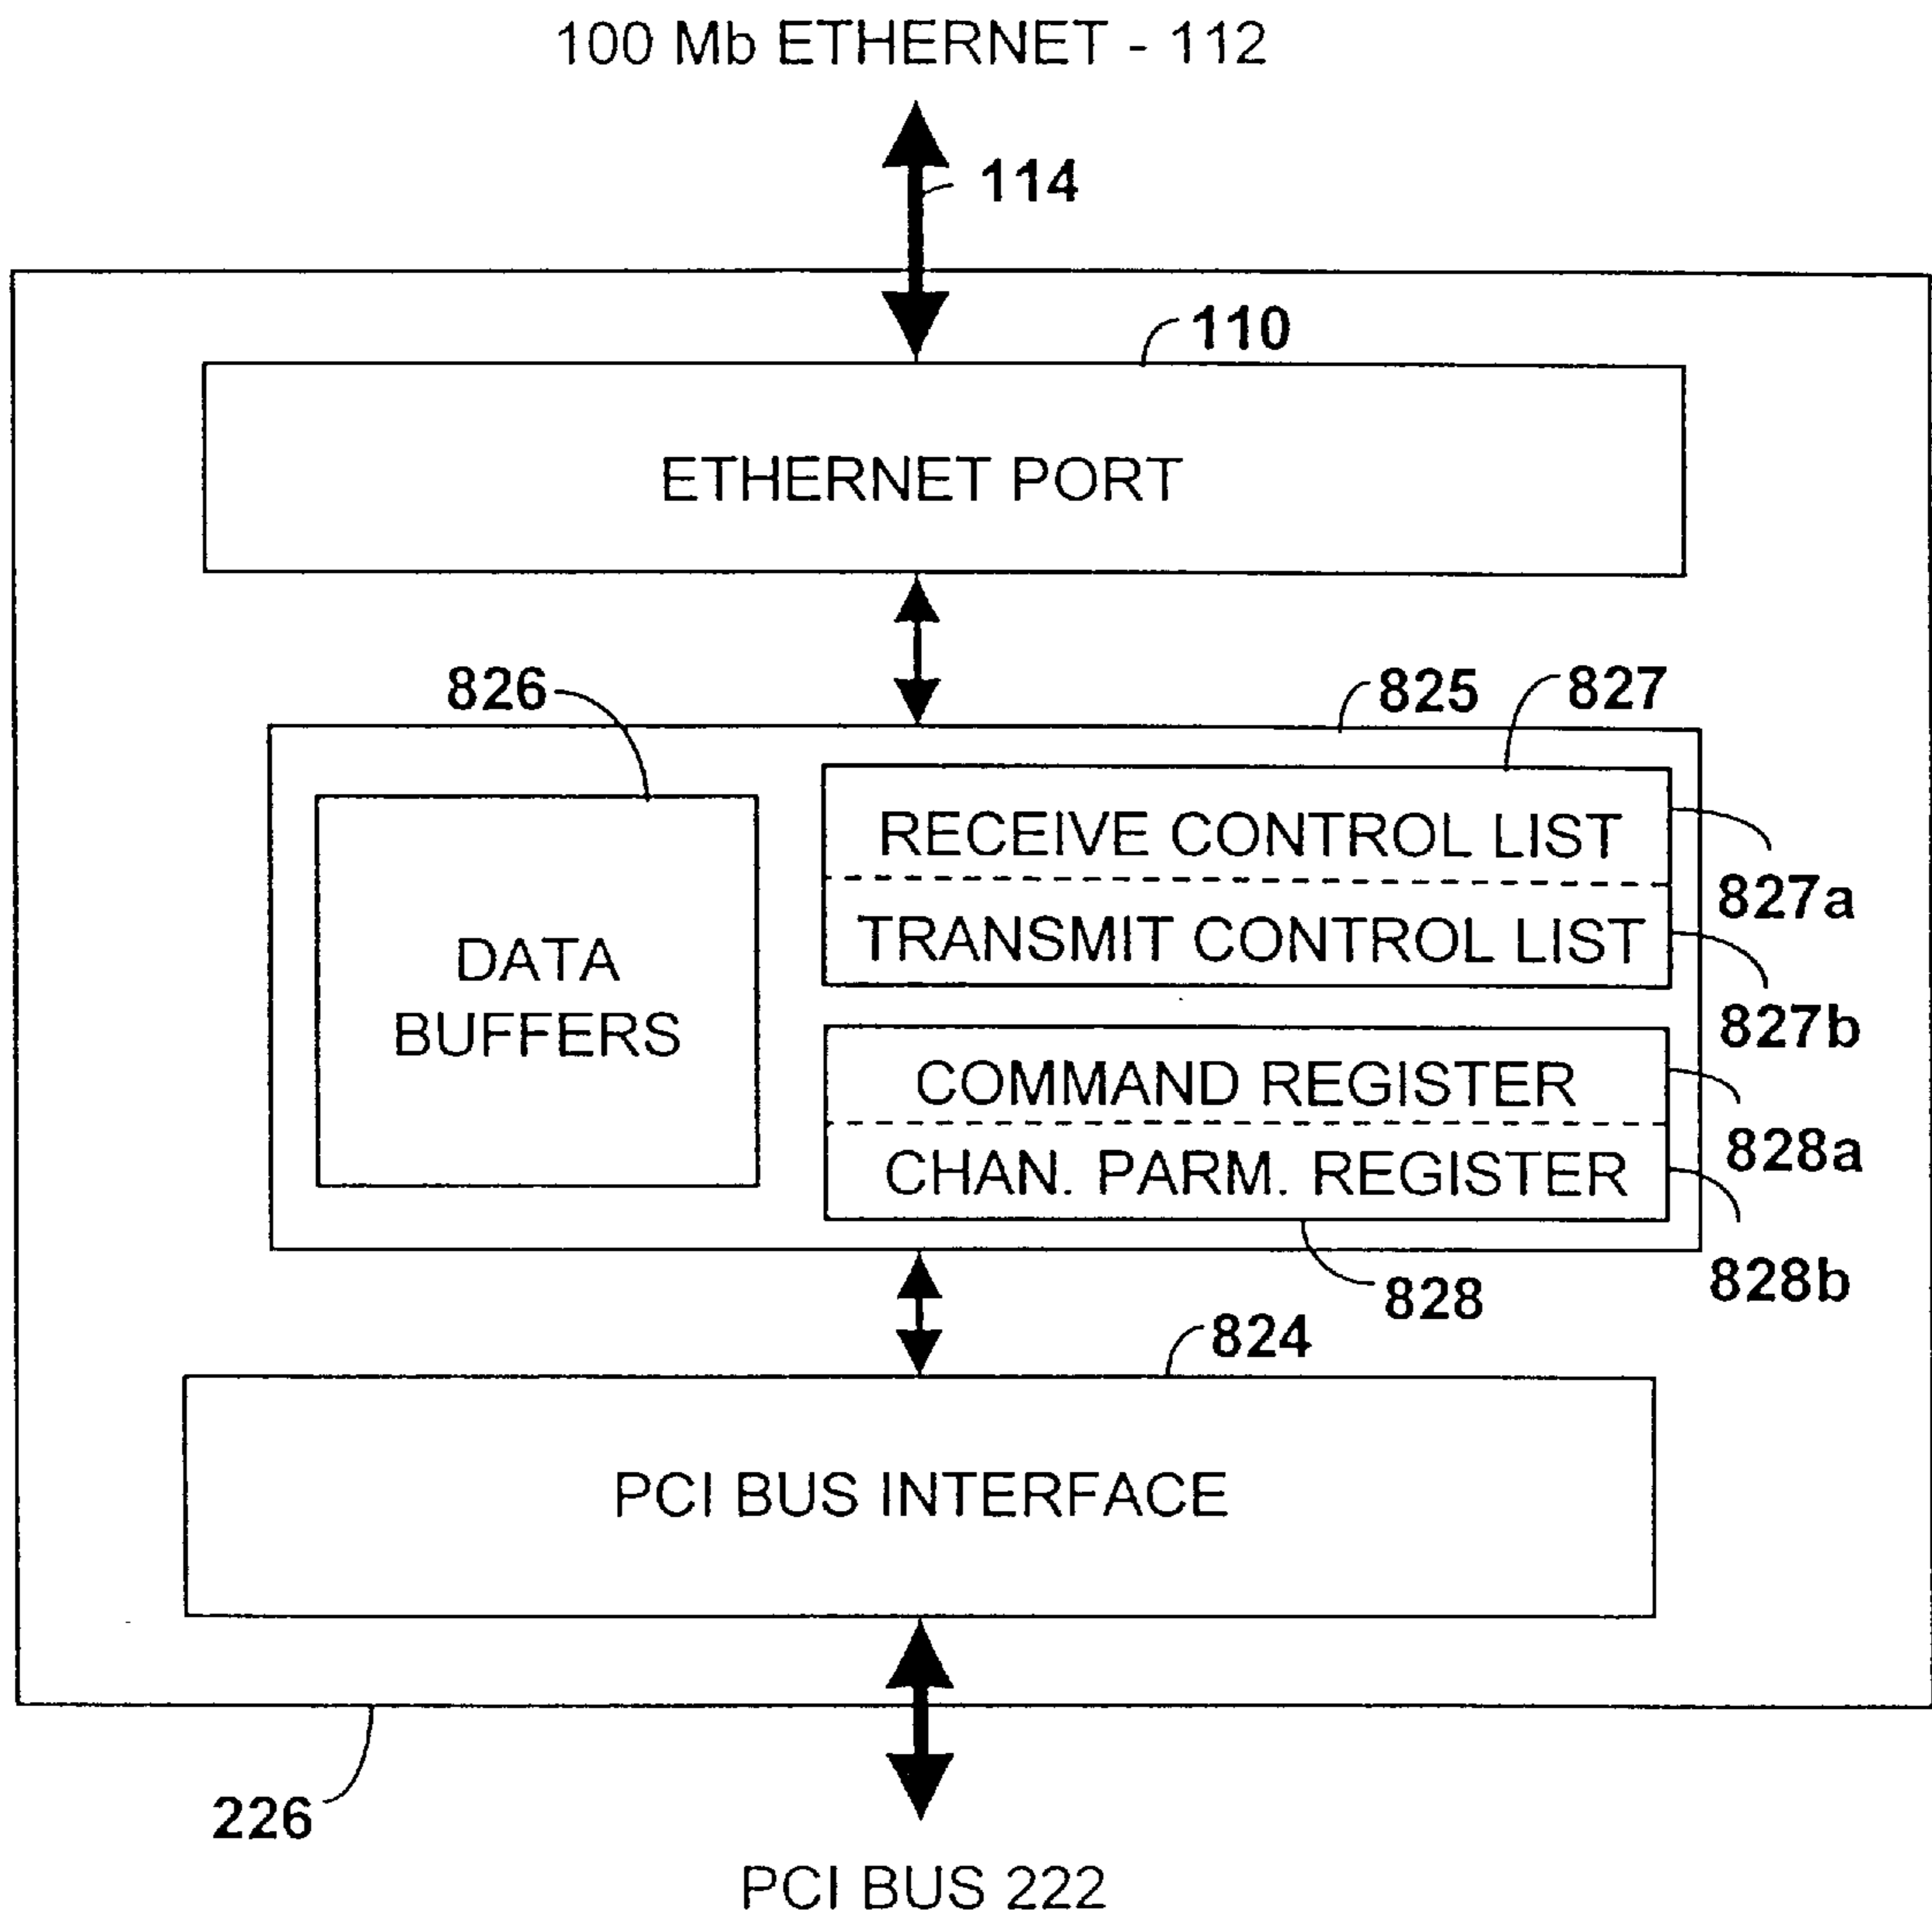 100 Mb ETHERNET - 112
114
110
ETHERNET PORT
826
825
827
RECEIVE CONTROL LIST
827a
TRANSMIT CONTROL LIST
827b
DATA
BUFFERS
COMMAND REGISTER
828a
CHAN. PARM. REGISTER
828b
828
824
PCI BUS INTERFACE
226
PCI BUS 222